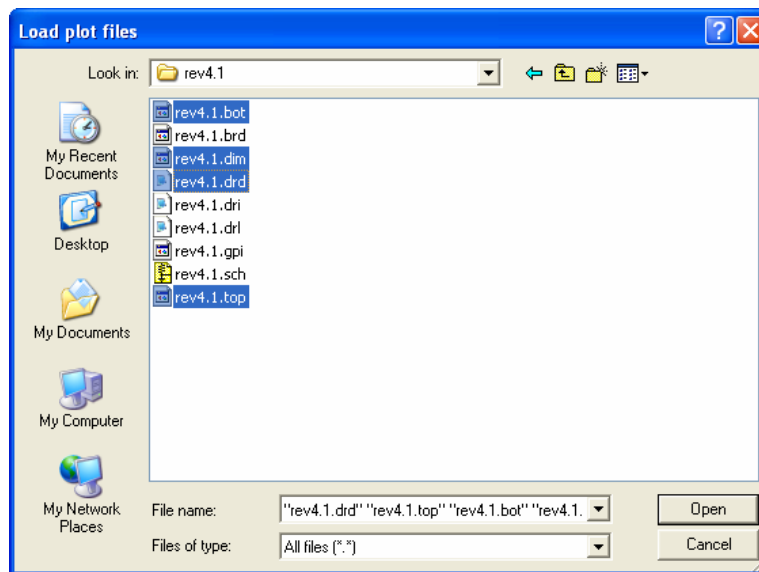 Load plot files
Look in:
rev4.1
rev4.1.bot
rev4.1.brd
rev4.1.dim
rev4.1.drd
rev4.1.dri
rev4.1.drl
rev4.1.gpi
rev4.1.sch
rev4.1.top
My Recent
Documents
Desktop
My Documents
My Computer
My Network
Places
File name:
"rev4.1.drd" "rev4.1.top" "rev4.1.bot" "rev4.1.
Open
Files of type:
All files (*.*)
Cancel